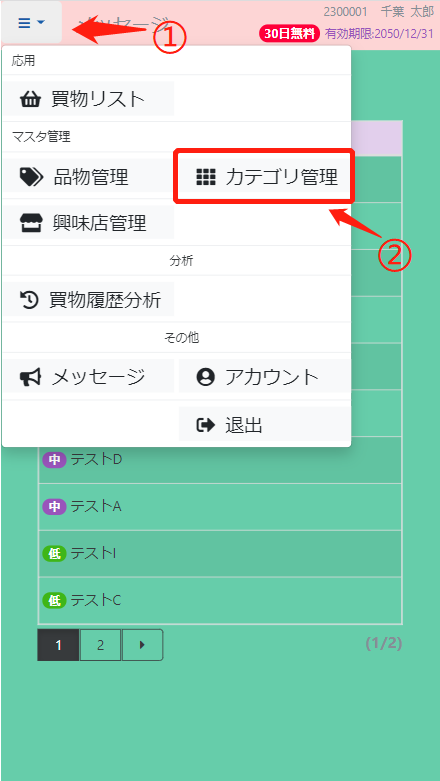 2300001 千葉 太郎
① メッセージ 30日無料 有効期限:2050/12/31
応用
買物リスト
マスタ管理
品物管理 カテゴリ管理
興味店管理
②
分析
買物履歴分析
その他
メッセージ アカウント
退出
中 テストD
中 テストA
低 テストI
低 テストC
1 2 (1/2)